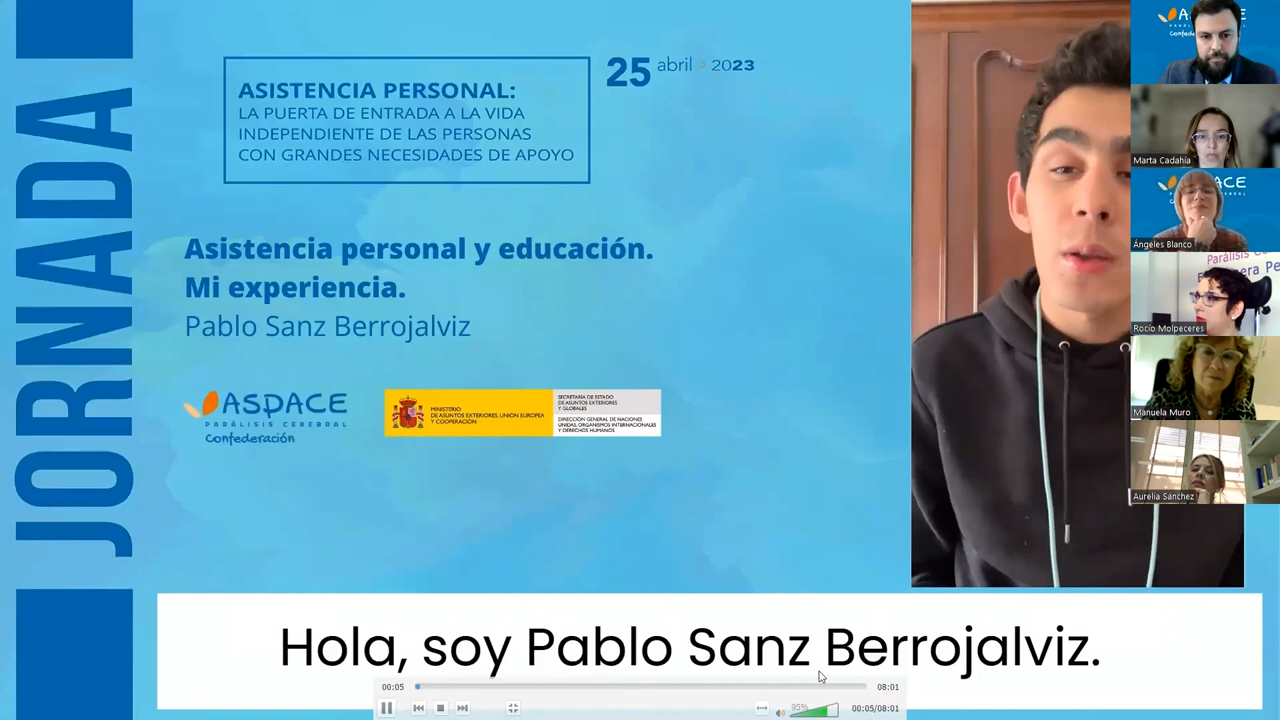 JORNADA
ASISTENCIA PERSONAL:
LA PUERTA DE ENTRADA A LA VIDA
INDEPENDIENTE DE LAS PERSONAS
CON GRANDES NECESIDADES DE APOYO
25 abril 2023
Asistencia personal y educación.
Mi experiencia.
Pablo Sanz Berrojalviz
ASPACE
PARÁLISIS CEREBRAL
Confederación
MINISTERIO
DE ASUNTOS EXTERIORES, UNIÓN EUROPEA
Y COOPERACIÓN
SECRETARÍA DE ESTADO
DE ASUNTOS EXTERIORES
Y GLOBALES
DIRECCIÓN GENERAL DE NACIONES
UNIDAS, ORGANISMOS INTERNACIONALES
Y DERECHOS HUMANOS
Marta Cadahía
Ángeles Blanco
Parálisis
Rocío Molpeceres
Manuela Muro
Aurelia Sánchez
Hola, soy Pablo Sanz Berrojalviz.
00:05
08:01
95%
00:05/08:01